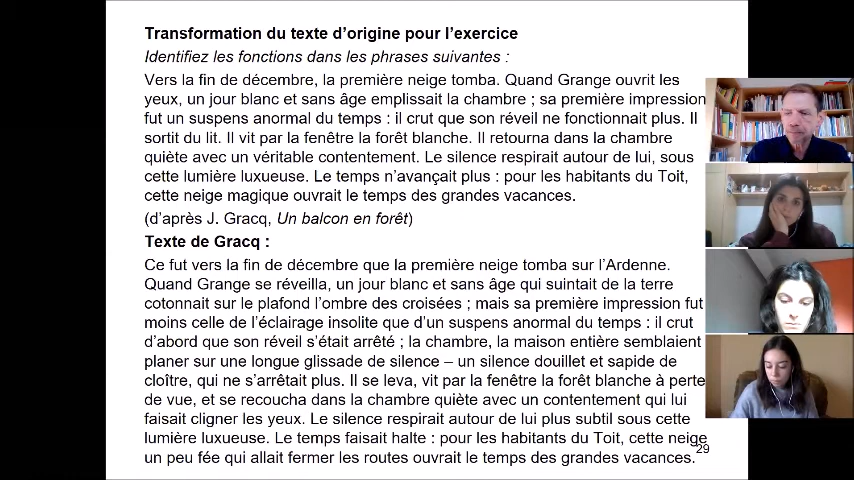 Transformation du texte d’origine pour l’exercice
Identifiez les fonctions dans les phrases suivantes :
Vers la fin de décembre, la première neige tomba. Quand Grange ouvrit les
yeux, un jour blanc et sans âge emplissait la chambre ; sa première impression
fut un suspens anormal du temps : il crut que son réveil ne fonctionnait plus. Il
sortit du lit. Il vit par la fenêtre la forêt blanche. Il retourna dans la chambre
quiète avec un véritable contentement. Le silence respirait autour de lui, sous
cette lumière luxueuse. Le temps n’avançait plus : pour les habitants du Toit,
cette neige magique ouvrait le temps des grandes vacances.
(d’après J. Gracq, Un balcon en forêt)
Texte de Gracq :
Ce fut vers la fin de décembre que la première neige tomba sur l’Ardenne.
Quand Grange se réveilla, un jour blanc et sans âge qui suintait de la terre
cotonnait sur le plafond l’ombre des croisées ; mais sa première impression fut
moins celle de l’éclairage insolite que d’un suspens anormal du temps : il crut
d’abord que son réveil s’était arrêté ; la chambre, la maison entière semblaient
planer sur une longue glissade de silence – un silence douillet et sapide de
cloître, qui ne s’arrêtait plus. Il se leva, vit par la fenêtre la forêt blanche à perte
de vue, et se recoucha dans la chambre quiète avec un contentement qui lui
faisait cligner les yeux. Le silence respirait autour de lui plus subtil sous cette
lumière luxueuse. Le temps faisait halte : pour les habitants du Toit, cette neige
un peu fée qui allait fermer les routes ouvrait le temps des grandes vacances.
29